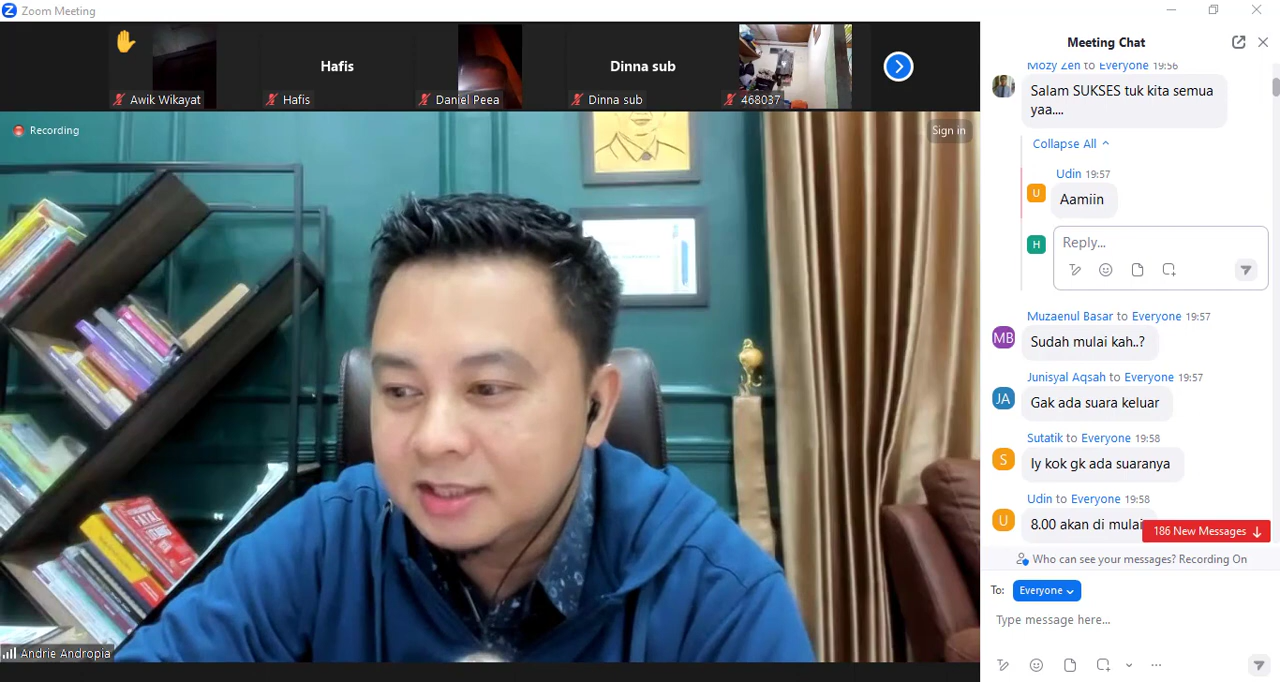 Zoom Meeting
Hafis
Dinna sub
Awik Wikayat
Hafis
Daniel Peea
Dinna sub
468037
Recording
Sign in
Andrie Andropia
Meeting Chat
Mozy Zen to Everyone 19:56
Salam SUKSES tuk kita semua
yaa....
Collapse All
Udin 19:57
U
Aamiin
H
Reply...
Muzaenul Basar to Everyone 19:57
MB
Sudah mulai kah..?
Junisyal Aqsah to Everyone 19:57
JA
Gak ada suara keluar
Sutatik to Everyone 19:58
S
Iy kok gk ada suaranya
Udin to Everyone 19:58
U
8.00 akan di mulai
186 New Messages
Who can see your messages? Recording On
To: Everyone
Type message here...